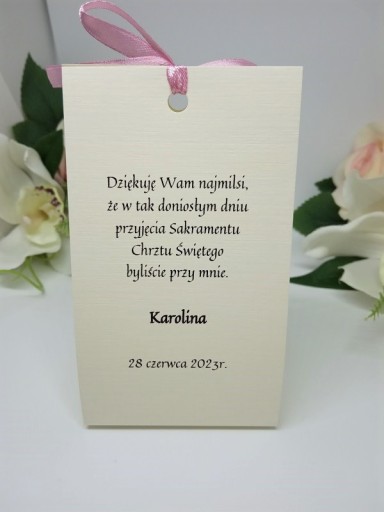 Dziękuję Wam najmilsi,
że w tak doniosłym dniu
przyjęcia Sakramentu
Chrztu Świętego
byliście przy mnie.
Karolina
28 czerwca 2023r.